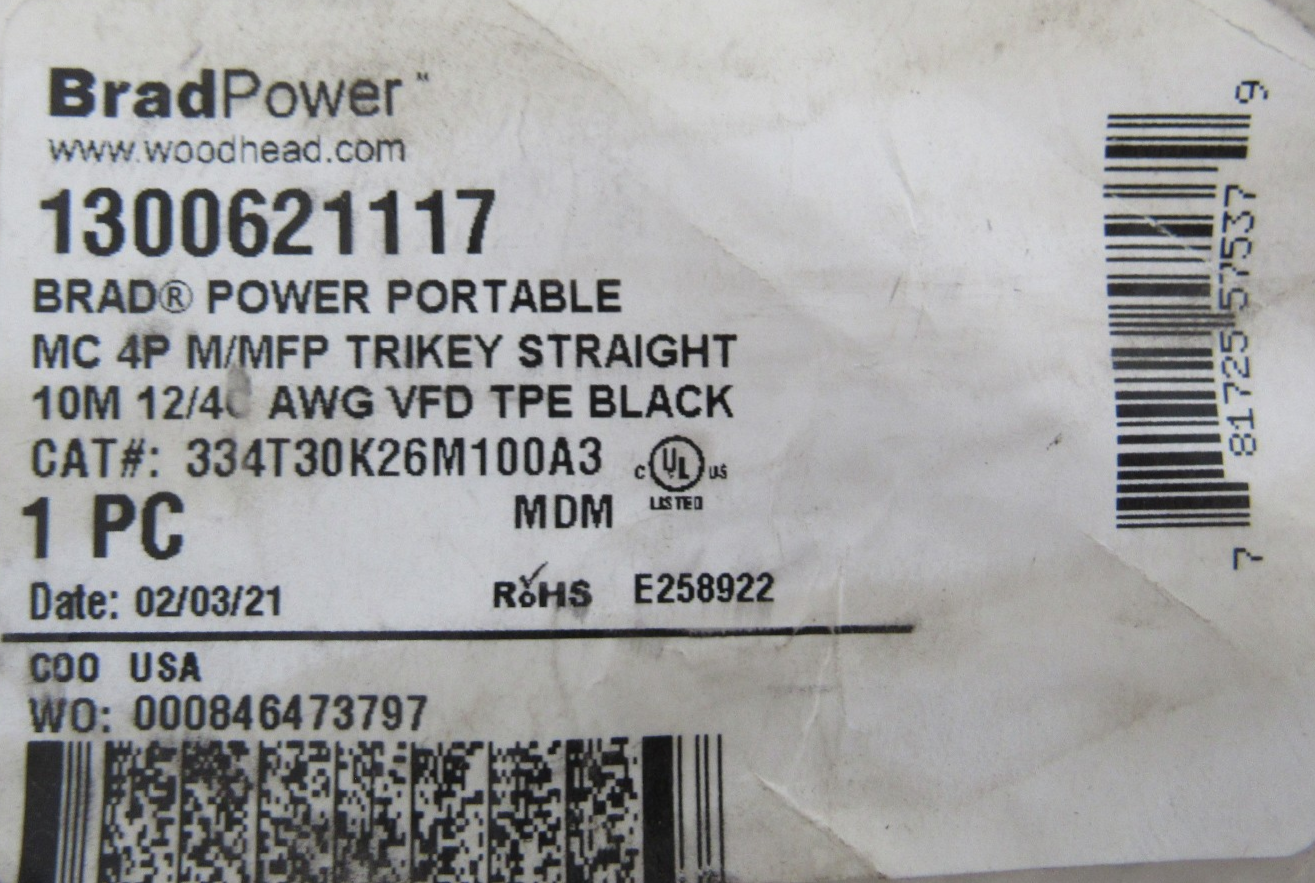 BradPower™
www.woodhead.com
1300621117
BRAD® POWER PORTABLE
MC 4P M/MFP TRIKEY STRAIGHT
10M AWG VFD TPE BLACK
CAT#: 334T30K26M100A3
C UL US
LISTED
1 PC
MDM
Date: 02/03/21
RoHS
E258922
COO USA
WO: 000846473797
7 81725 57537 9